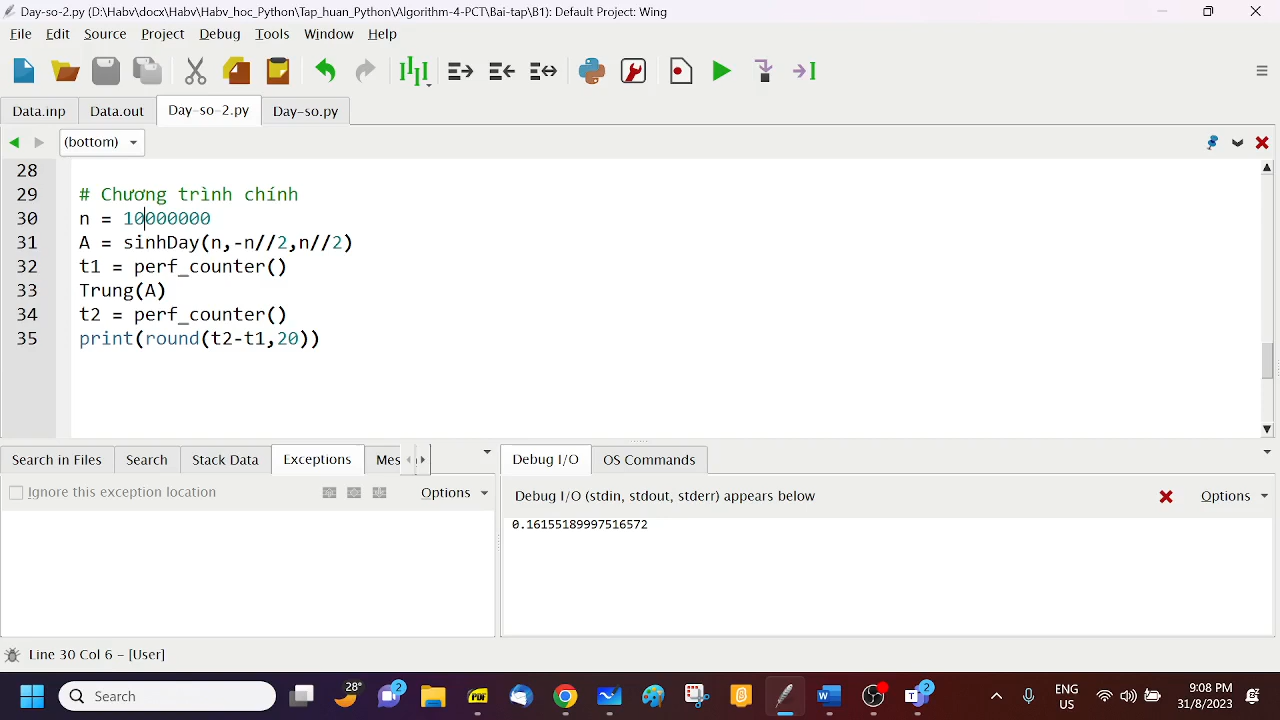 Day-so-2.py (D:\Habv\docx\Habv\Habv_hoc_Python\Tap_huan_Python\Algorithm-4-PCT\Bai-tap\B1): Default Project: Wing
File Edit Source Project Debug Tools Window Help
Data.inp Data.out Day-so-2.py Day-so.py
(bottom)
28
29 # Chương trình chính
30 n = 10000000
31 A = sinhDay(n,-n//2,n//2)
32 t1 = perf_counter()
33 Trung(A)
34 t2 = perf_counter()
35 print(round(t2-t1,20))
Search in Files Search Stack Data Exceptions Mes Debug I/O OS Commands
Ignore this exception location Options Debug I/O (stdin, stdout, stderr) appears below Options
0.16155189997516572
Line 30 Col 6 - [User]
Search 28° 2 PDF 2 ENG US 9:08 PM 31/8/2023